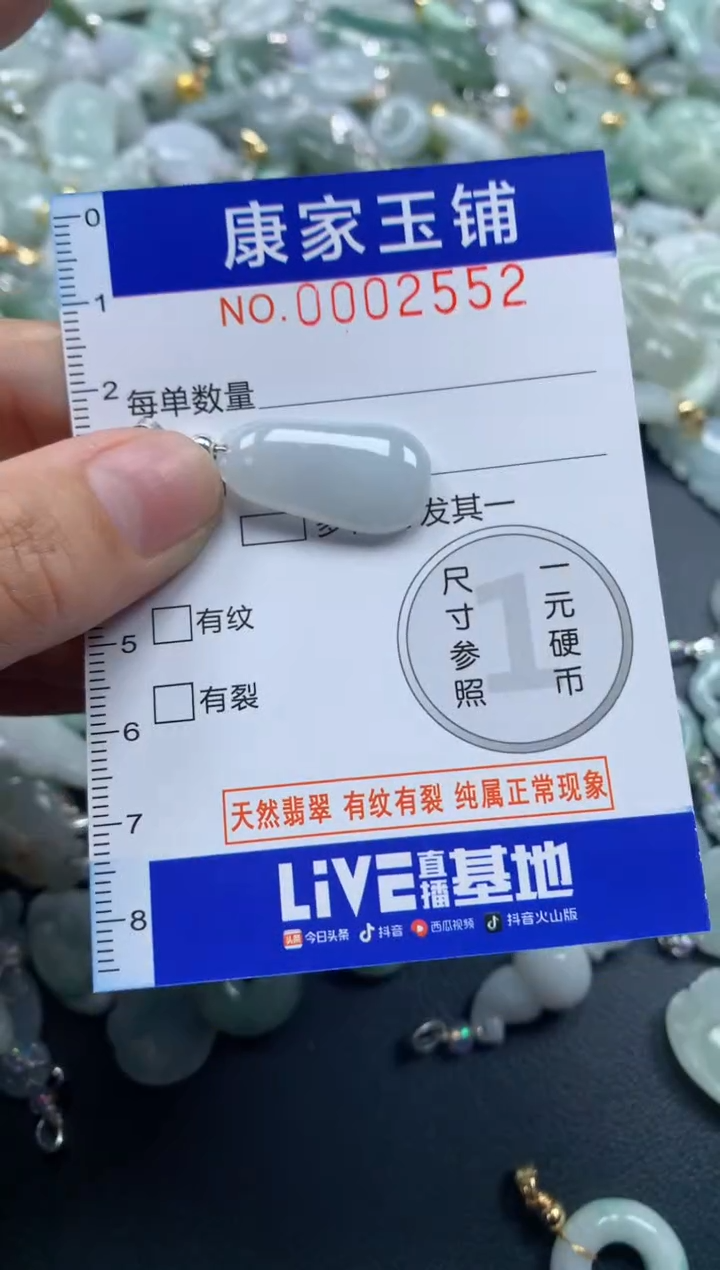 康家玉铺
NO.0002552
0
1
2
每单数量
发其一
尺寸参照
一元硬币
1
5
有纹
有裂
6
7
天然翡翠 有纹有裂 纯属正常现象
8
LiVE直播基地
头条 今日头条 抖音 西瓜视频 抖音火山版